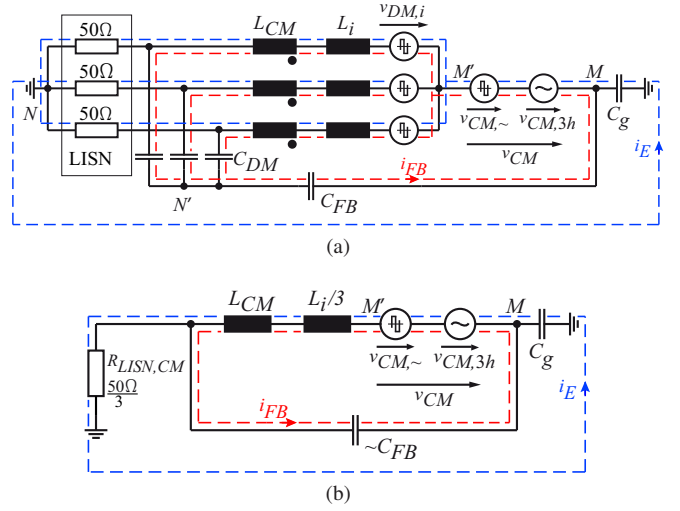 50Ω L_CM L_i v_DM,i
50Ω M′ M
N 50Ω v_CM,~ v_CM,3h C_g
LISN C_DM v_CM
i_FB i_E
N′ C_FB
(a)
L_CM L_i/3 M′ M
R_LISN,CM v_CM,~ v_CM,3h C_g
50Ω/3 v_CM
i_FB i_E
~C_FB
(b)